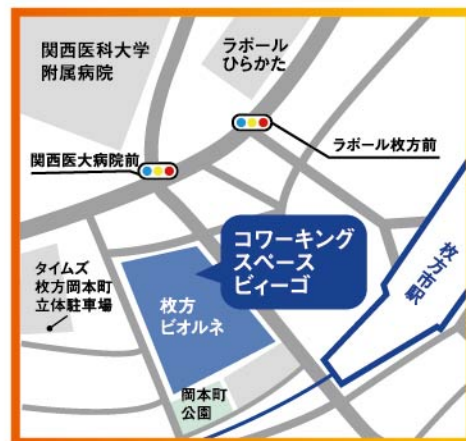 関西医科大学
附属病院
ラポール
ひらかた
関西医大病院前
ラポール枚方前
コワーキング
スペース
ビィーゴ
枚方市駅
タイムズ
枚方岡本町
立体駐車場
枚方
ビオルネ
岡本町
公園